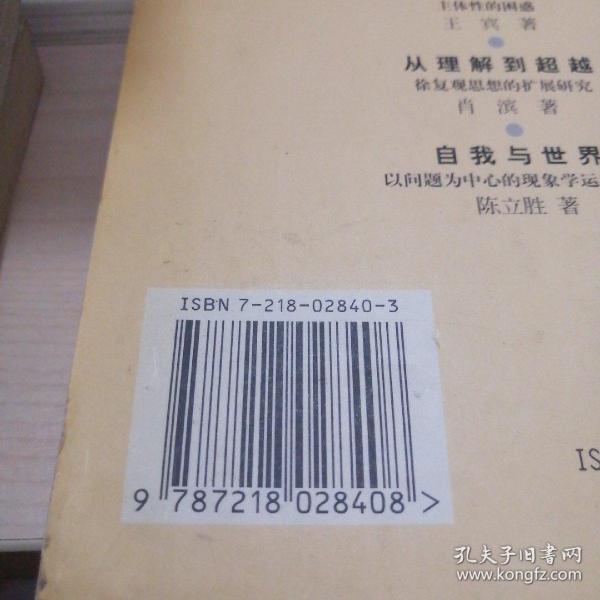 主体性的困惑
王宾著
从理解到超越
徐复观思想的扩展研究
肖滨著
自我与世界
以问题为中心的现象学运
陈立胜著
ISBN 7-218-02840-3
9 787218 028408 >
IS
孔夫子旧书网
www.kongfz.com